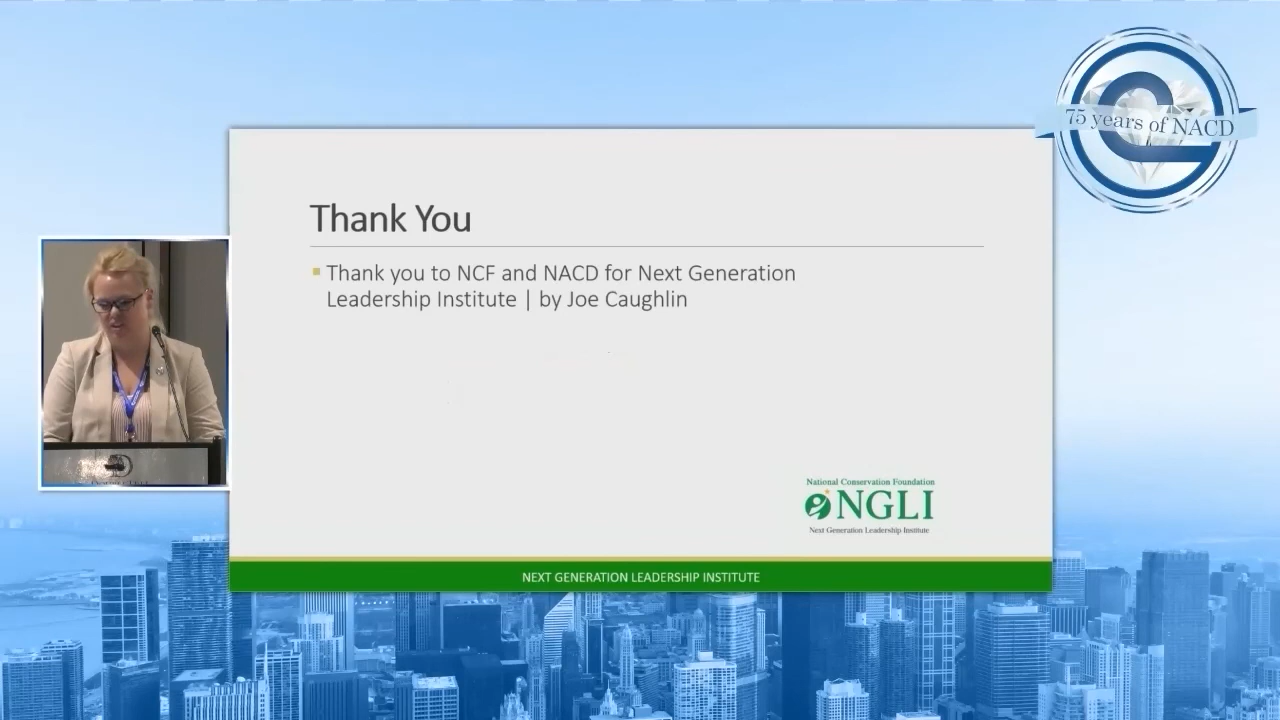 75 years of NACD
Thank You
Thank you to NCF and NACD for Next Generation
Leadership Institute | by Joe Caughlin
National Conservation Foundation
NGLI
Next Generation Leadership Institute
NEXT GENERATION LEADERSHIP INSTITUTE